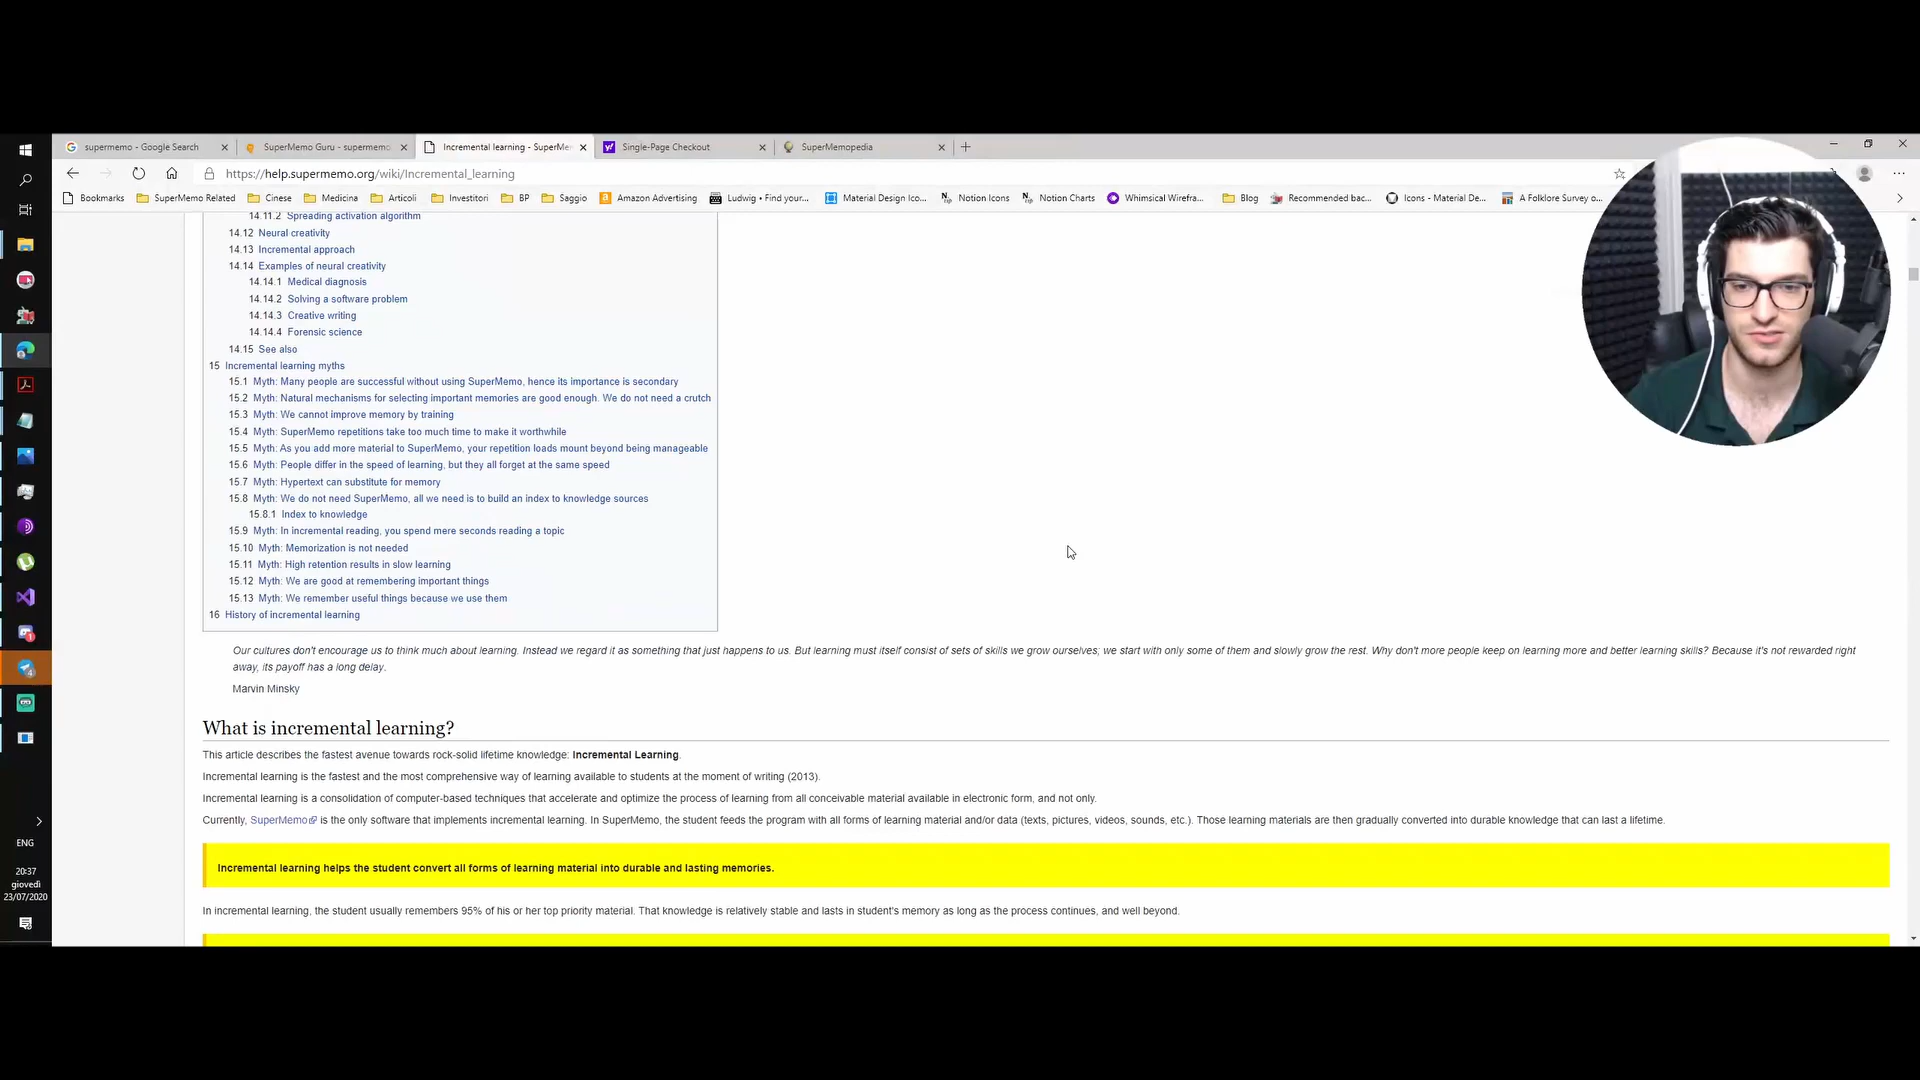 supermemo - Google Search
SuperMemo Guru - supermemo
Incremental learning - SuperMe
Single-Page Checkout
SuperMemopedia
https://help.supermemo.org/wiki/Incremental_learning
Bookmarks
SuperMemo Related
Cinese
Medicina
Articoli
Investitori
BP
Saggio
Amazon Advertising
Ludwig • Find your...
Material Design Ico...
Notion Icons
Notion Charts
Whimsical Wirefra...
Blog
Recommended bac...
Icons - Material De...
A Folklore Survey o...
14.11.2 Spreading activation algorithm
14.12 Neural creativity
14.13 Incremental approach
14.14 Examples of neural creativity
14.14.1 Medical diagnosis
14.14.2 Solving a software problem
14.14.3 Creative writing
14.14.4 Forensic science
14.15 See also
15 Incremental learning myths
15.1 Myth: Many people are successful without using SuperMemo, hence its importance is secondary
15.2 Myth: Natural mechanisms for selecting important memories are good enough. We do not need a crutch
15.3 Myth: We cannot improve memory by training
15.4 Myth: SuperMemo repetitions take too much time to make it worthwhile
15.5 Myth: As you add more material to SuperMemo, your repetition loads mount beyond being manageable
15.6 Myth: People differ in the speed of learning, but they all forget at the same speed
15.7 Myth: Hypertext can substitute for memory
15.8 Myth: We do not need SuperMemo, all we need is to build an index to knowledge sources
15.8.1 Index to knowledge
15.9 Myth: In incremental reading, you spend mere seconds reading a topic
15.10 Myth: Memorization is not needed
15.11 Myth: High retention results in slow learning
15.12 Myth: We are good at remembering important things
15.13 Myth: We remember useful things because we use them
16 History of incremental learning
Our cultures don't encourage us to think much about learning. Instead we regard it as something that just happens to us. But learning must itself consist of sets of skills we grow ourselves; we start with only some of them and slowly grow the rest. Why don't more people keep on learning more and better learning skills? Because it's not rewarded right
away, its payoff has a long delay.
Marvin Minsky
What is incremental learning?
This article describes the fastest avenue towards rock-solid lifetime knowledge: Incremental Learning.
Incremental learning is the fastest and the most comprehensive way of learning available to students at the moment of writing (2013).
Incremental learning is a consolidation of computer-based techniques that accelerate and optimize the process of learning from all conceivable material available in electronic form, and not only.
Currently, SuperMemo is the only software that implements incremental learning. In SuperMemo, the student feeds the program with all forms of learning material and/or data (texts, pictures, videos, sounds, etc.). Those learning materials are then gradually converted into durable knowledge that can last a lifetime.
Incremental learning helps the student convert all forms of learning material into durable and lasting memories.
In incremental learning, the student usually remembers 95% of his or her top priority material. That knowledge is relatively stable and lasts in student's memory as long as the process continues, and well beyond.
ENG
20:37
giovedì
23/07/2020